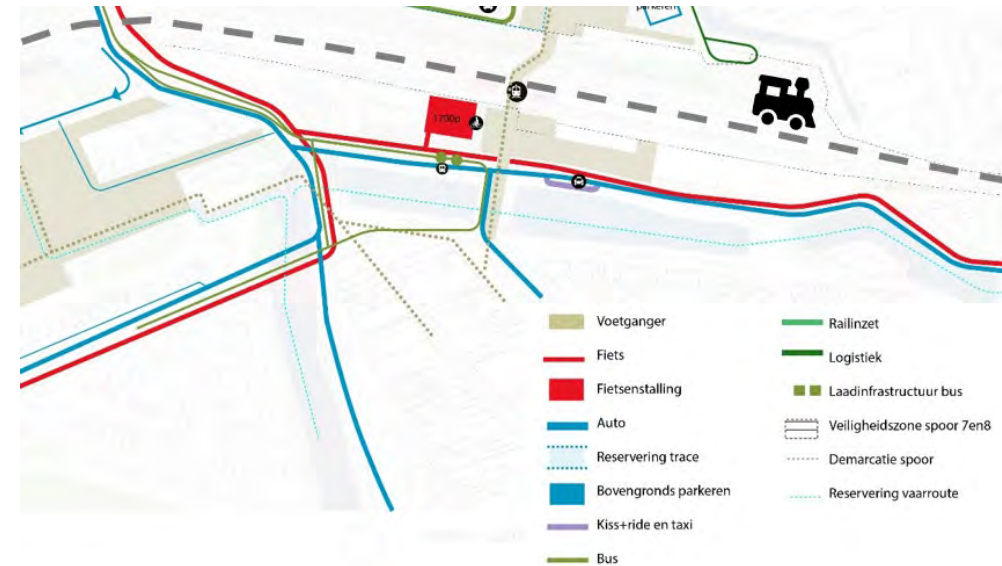 parkeren
Voetganger
Fiets
Fietsenstalling
Auto
Reservering trace
Bovengronds parkeren
Kiss+ride en taxi
Bus
Railinzet
Logistiek
Laadinfrastructuur bus
Veiligheidszone spoor 7en8
Demarcatie spoor
Reservering vaarroute